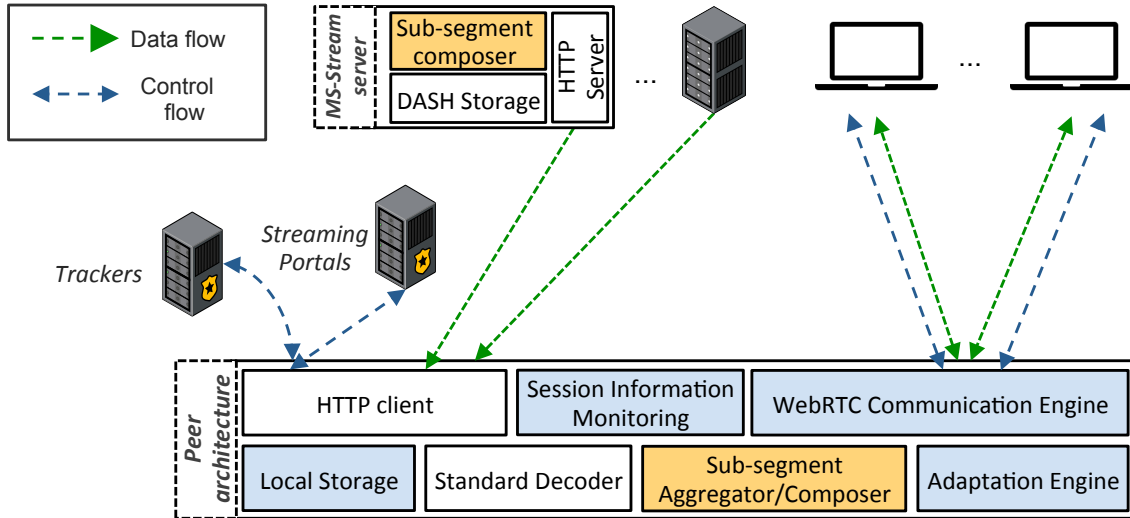 Data flow
Control
flow
MS-Stream
server
Sub-segment
composer
DASH Storage
HTTP
Server
...
...
Trackers
Streaming
Portals
Peer
architecture
HTTP client
Session Information
Monitoring
WebRTC Communication Engine
Local Storage
Standard Decoder
Sub-segment
Aggregator/Composer
Adaptation Engine